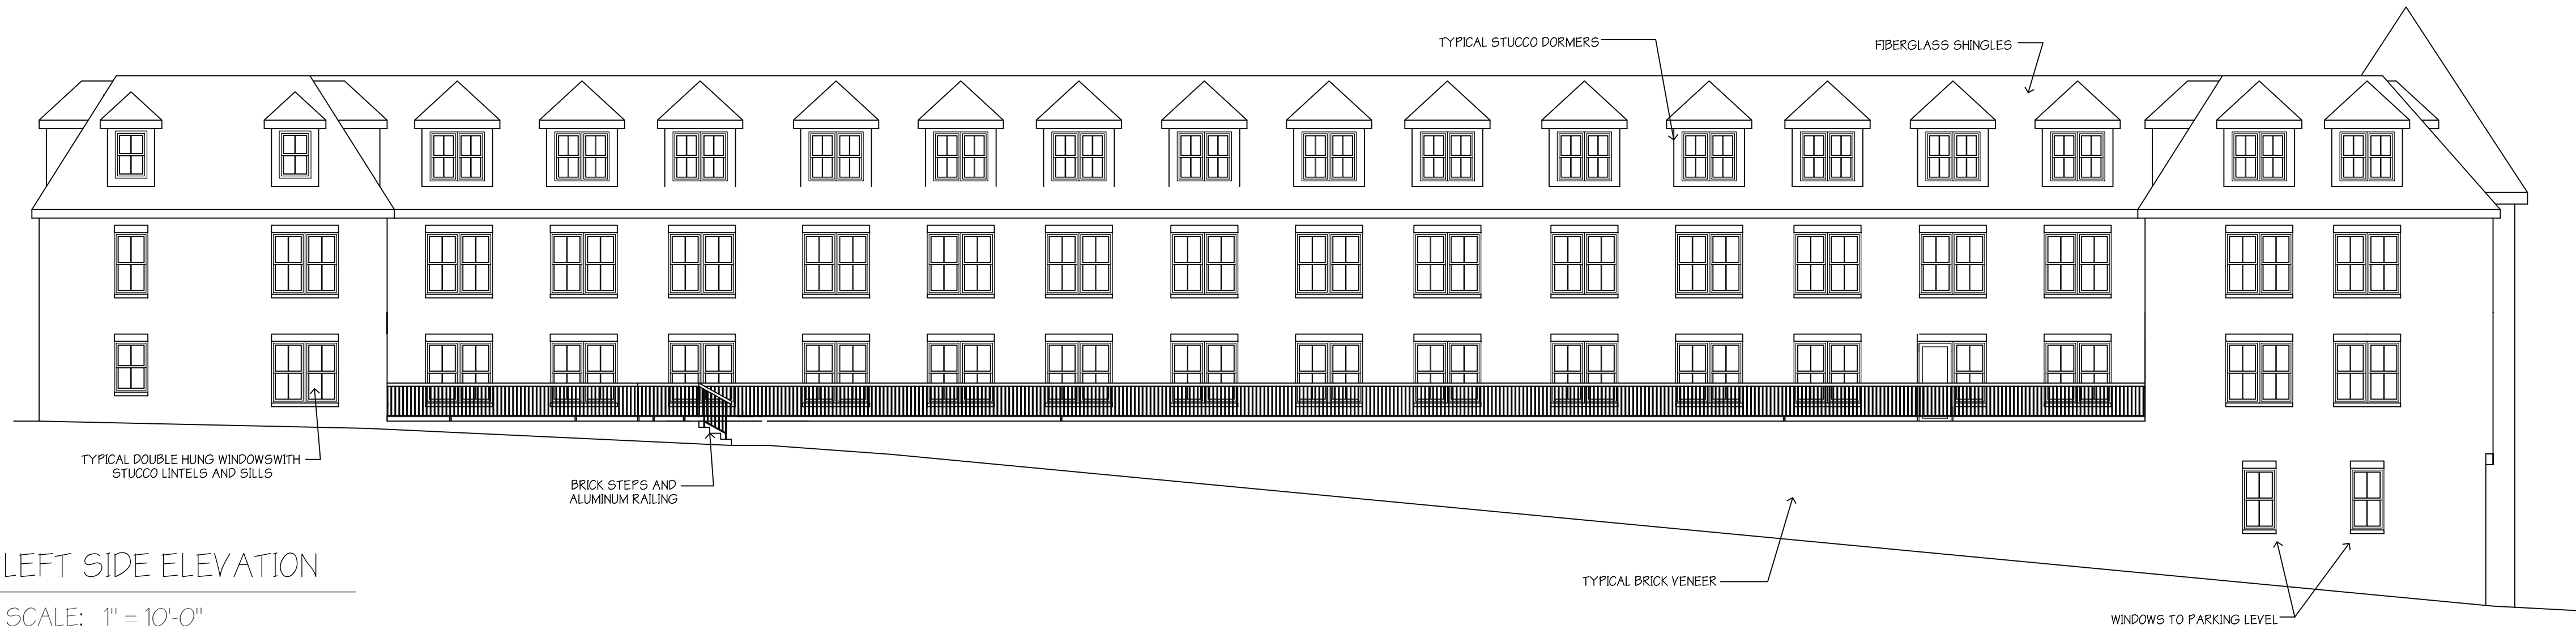 TYPICAL STUCCO DORMERS
FIBERGLASS SHINGLES
TYPICAL DOUBLE HUNG WINDOWSWITH
STUCCO LINTELS AND SILLS
BRICK STEPS AND
ALUMINUM RAILING
TYPICAL BRICK VENEER
WINDOWS TO PARKING LEVEL
LEFT SIDE ELEVATION
SCALE: 1" = 10'-0"